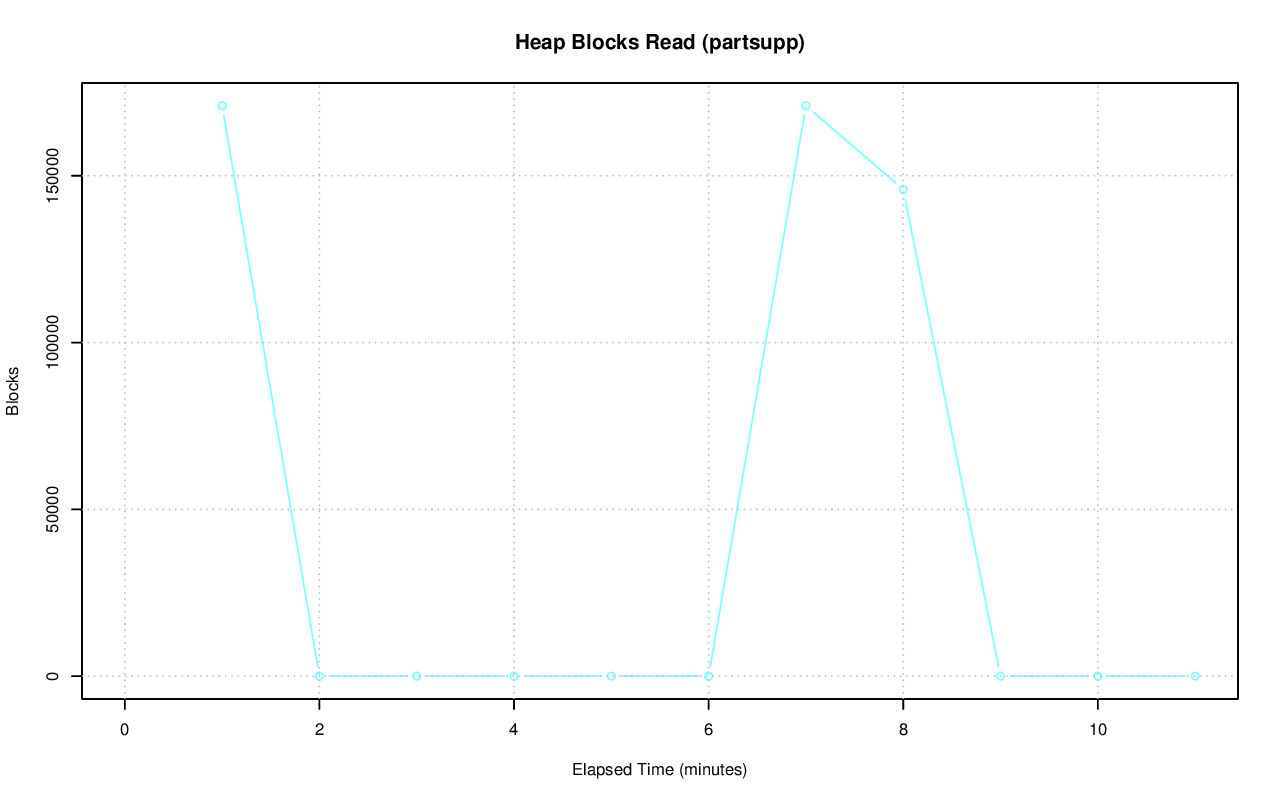 Heap Blocks Read (partsupp)
150000
100000
50000
0
Blocks
0 2 4 6 8 10
Elapsed Time (minutes)